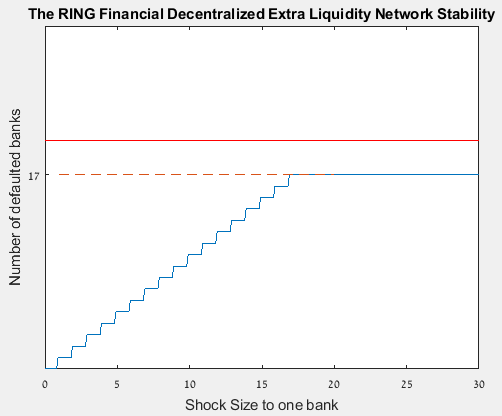 The RING Financial Decentralized Extra Liquidity Network Stability
Number of defaulted banks
17
0 5 10 15 20 25 30
Shock Size to one bank